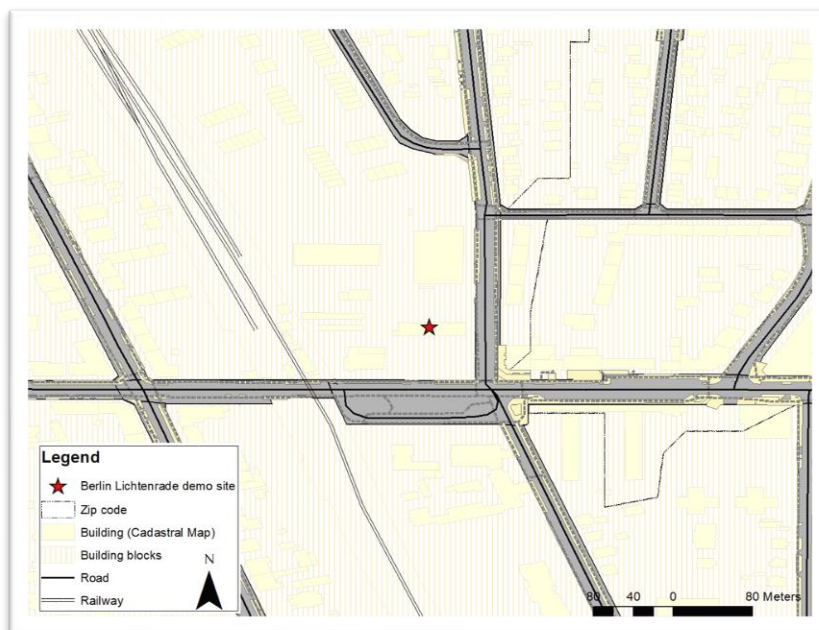 Legend
Berlin Lichtenrade demo site
Zip code
Building (Cadastral Map)
Building blocks
Road
Railway
N
80 40 0 80 Meters